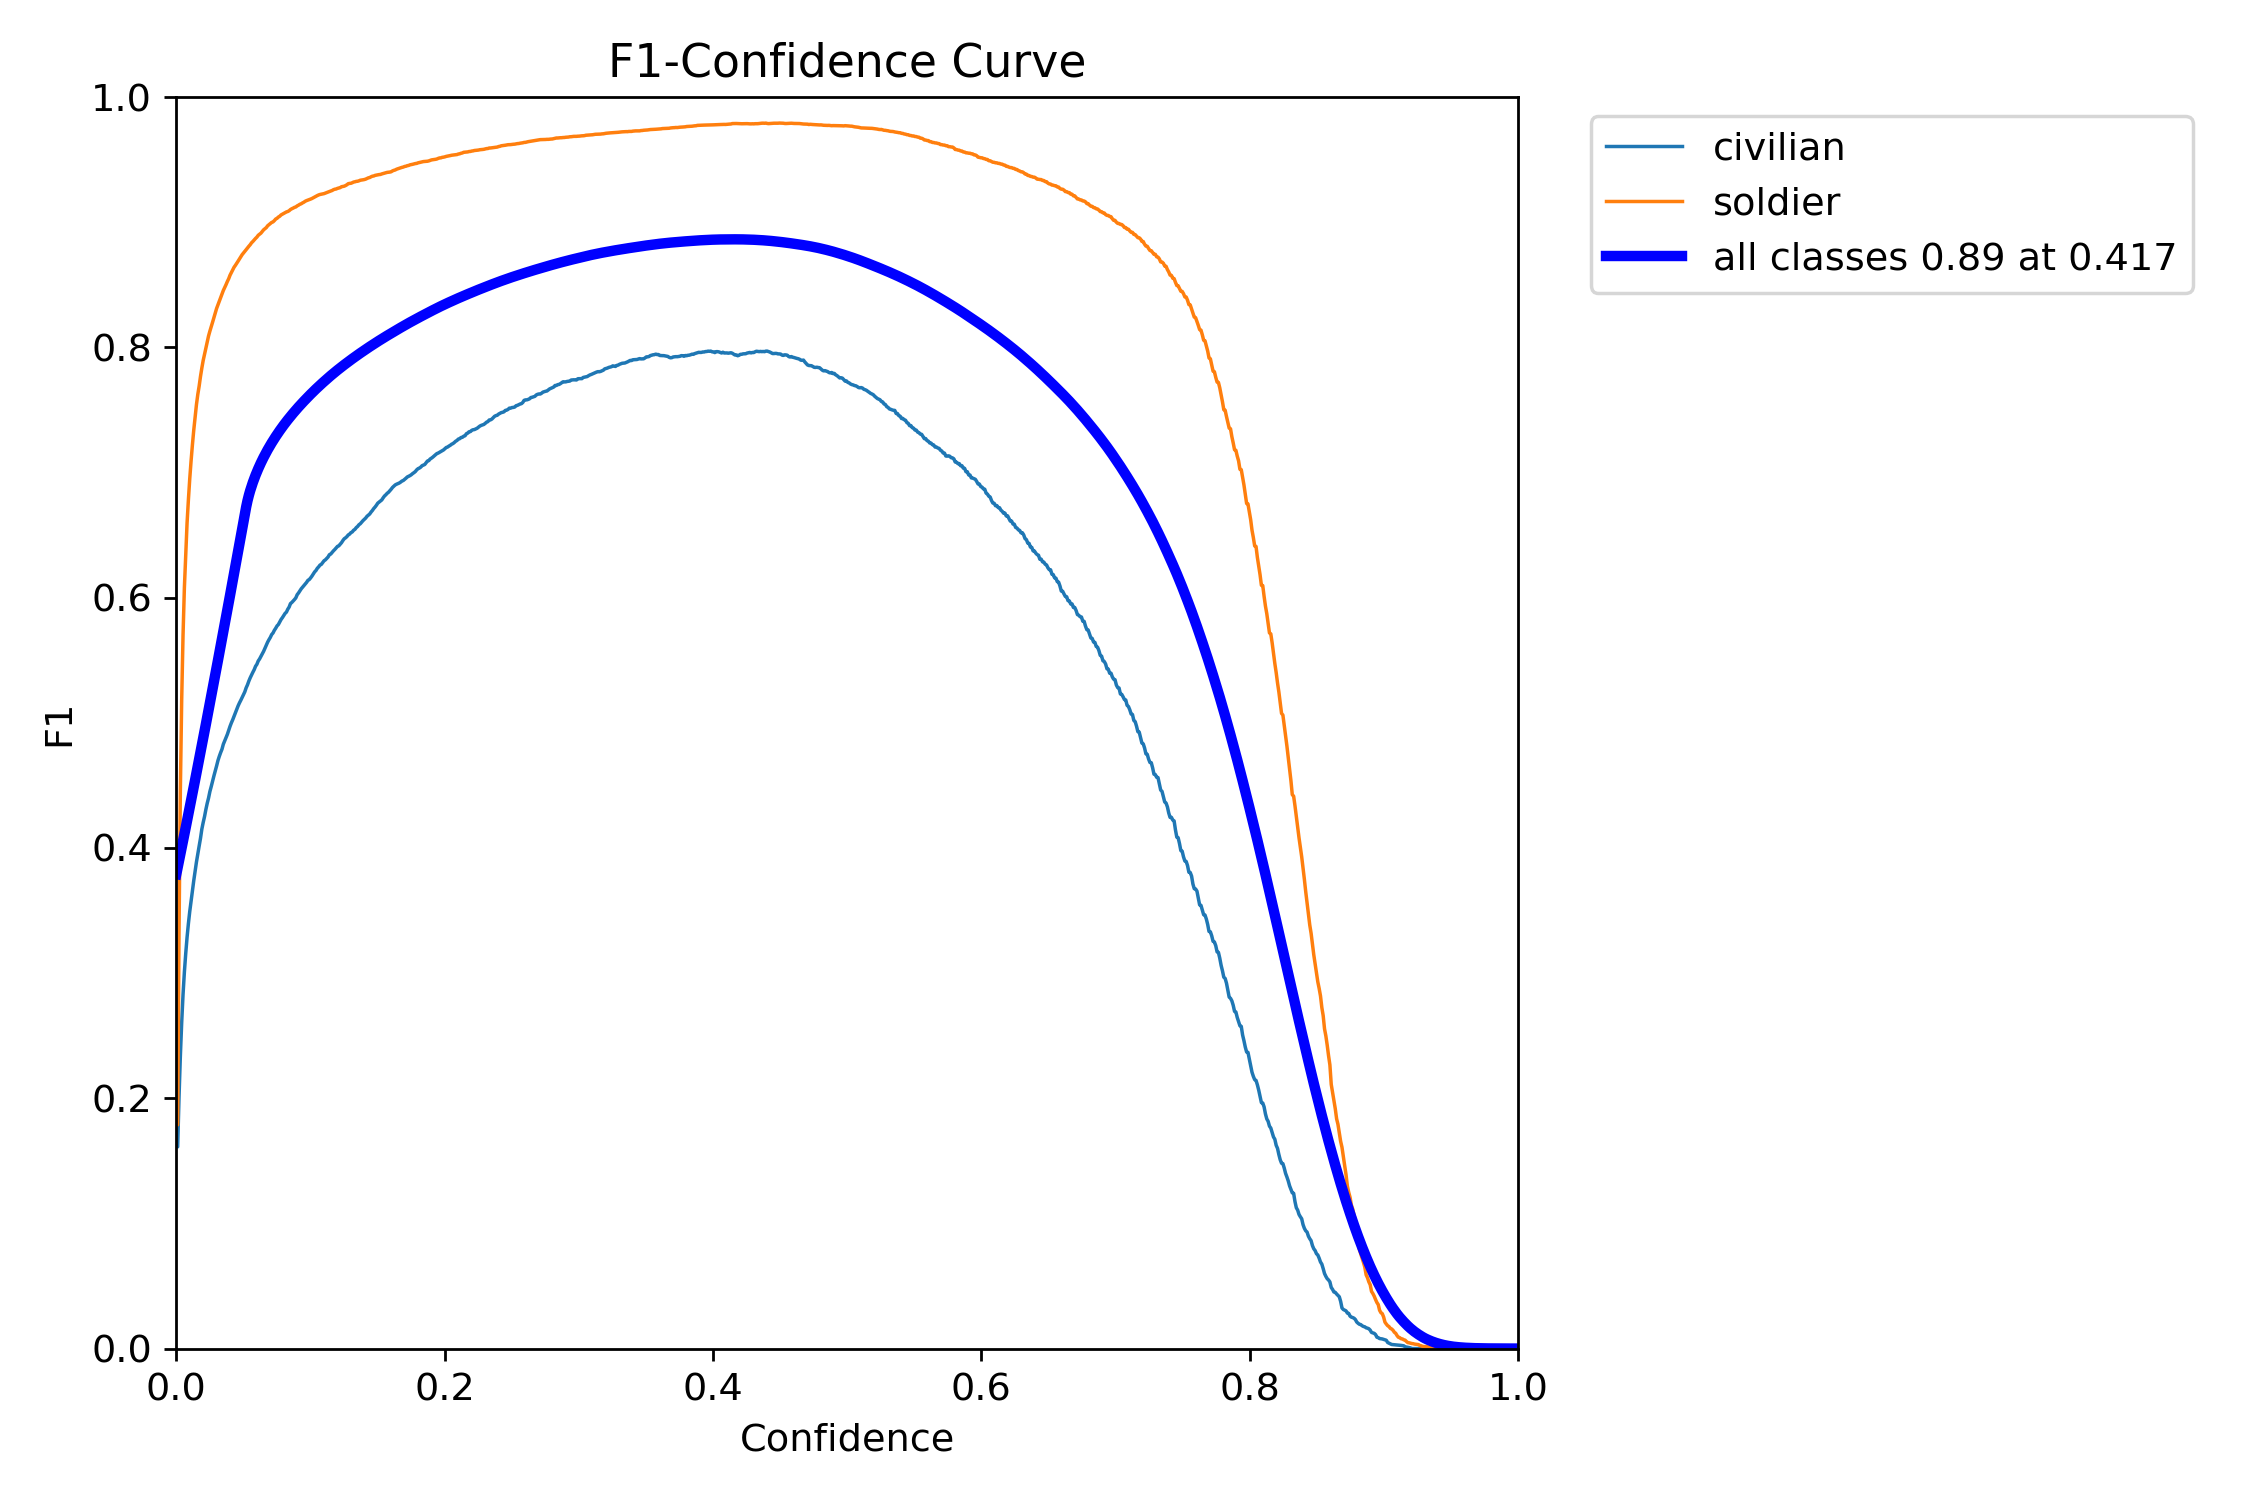 F1-Confidence Curve
civilian
soldier
all classes 0.89 at 0.417
1.0
0.8
0.6
0.4
0.2
0.0
F1
0.0 0.2 0.4 0.6 0.8 1.0
Confidence